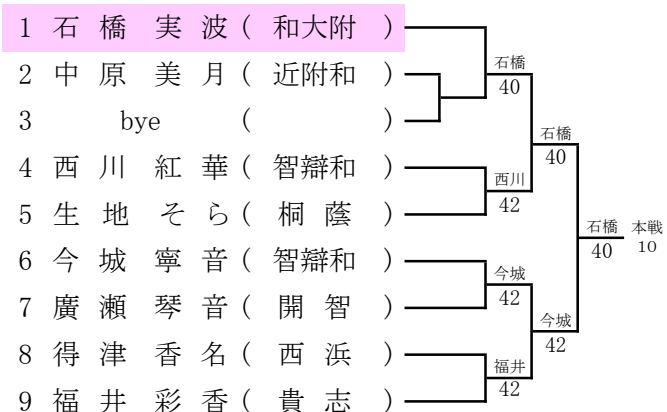 1 石 橋 実 波 ( 和大附 )
2 中 原 美 月 ( 近附和 )
3 bye ( )
4 西 川 紅 華 ( 智辯和 )
5 生 地 そ ら ( 桐 蔭 )
6 今 城 寧 音 ( 智辯和 )
7 廣 瀬 琴 音 ( 開 智 )
8 得 津 香 名 ( 西 浜 )
9 福 井 彩 香 ( 貴 志 )
石橋
40
西川
42
今城
42
福井
42
石橋
40
今城
42
石橋
40
本戦
10